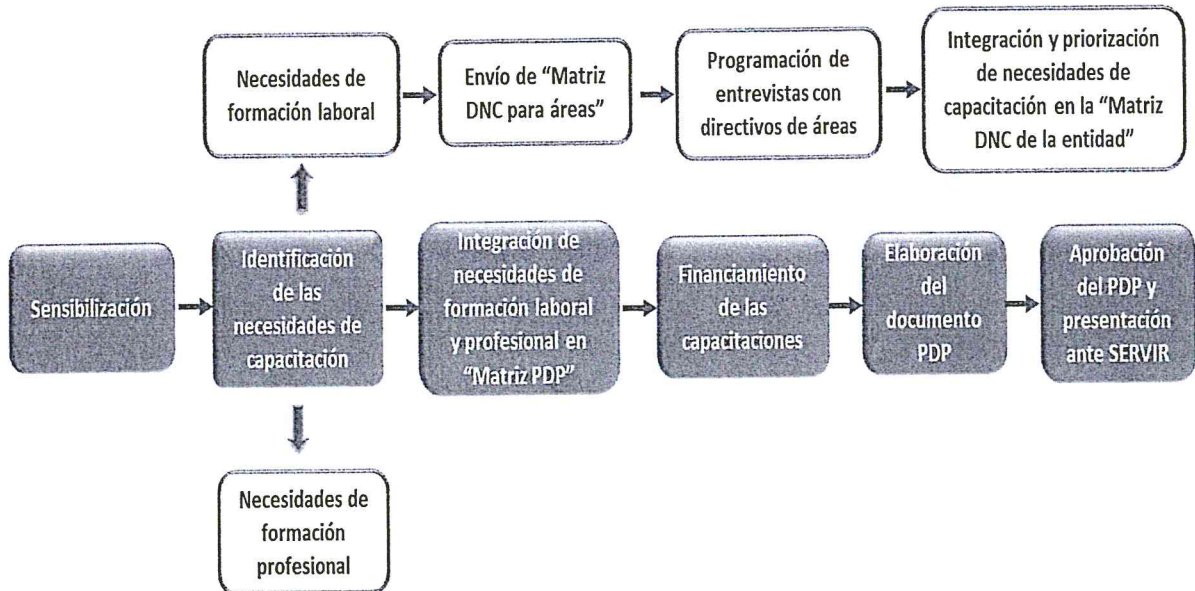 Necesidades de
formación laboral
Envío de “Matriz
DNC para áreas”
Programación de
entrevistas con
directivos de áreas
Integración y priorización
de necesidades de
capacitación en la “Matriz
DNC de la entidad”
Sensibilización
Identificación
de las
necesidades de
capacitación
Integración de
necesidades de
formación laboral
y profesional en
“Matriz PDP”
Financiamiento
de las
capacitaciones
Elaboración
del
documento
PDP
Aprobación
del PDP y
presentación
ante SERVIR
Necesidades de
formación
profesional